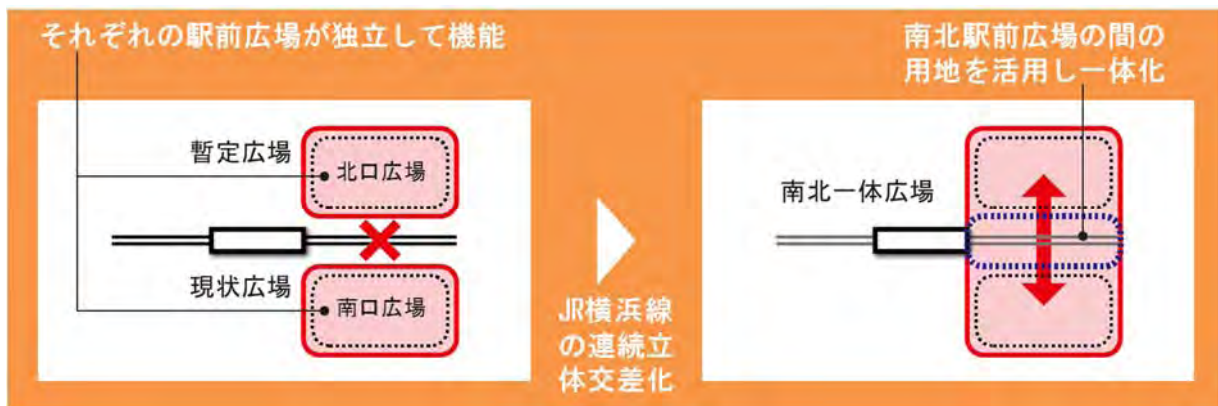 それぞれの駅前広場が独立して機能
暫定広場
北口広場
現状広場
南口広場
JR横浜線
の連続立
体交差化
南北駅前広場の間の
用地を活用し一体化
南北一体広場